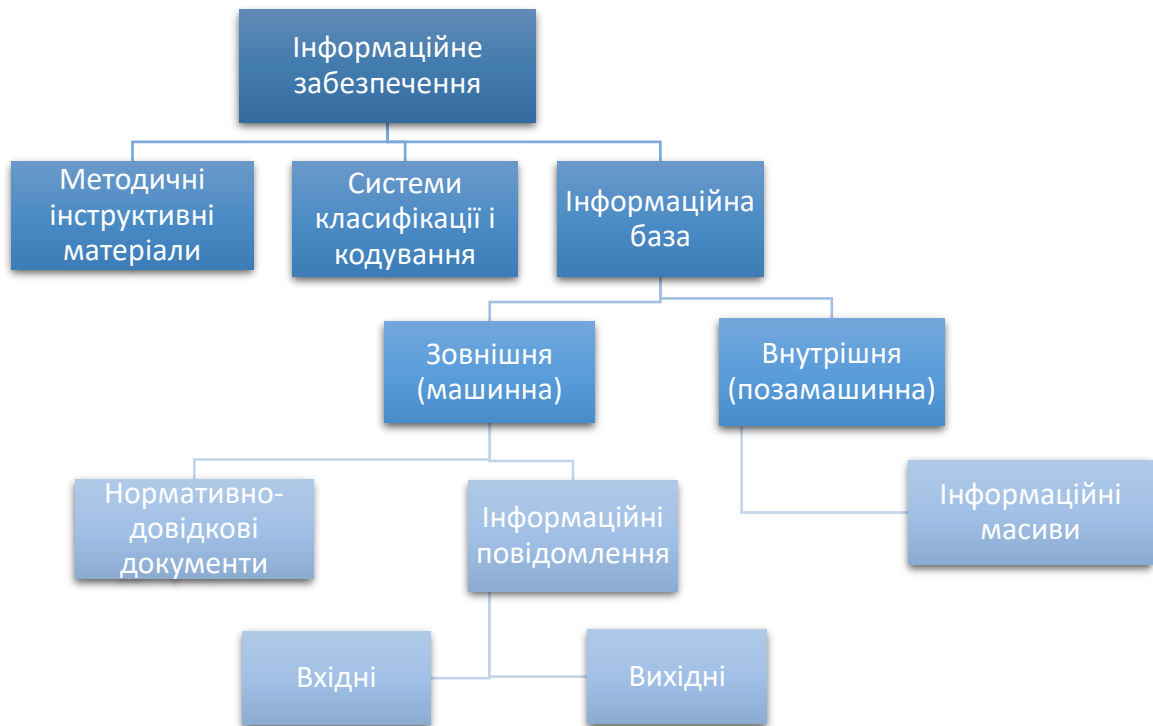 Інформаційне
забезпечення
Методичні
інструктивні
матеріали
Системи
класифікації і
кодування
Інформаційна
база
Зовнішня
(машинна)
Внутрішня
(позамашинна)
Нормативно-
довідкові
документи
Інформаційні
повідомлення
Інформаційні
масиви
Вхідні
Вихідні